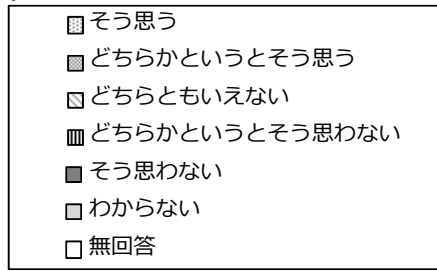 そう思う
どちらかというとそう思う
どちらともいえない
どちらかというとそう思わない
そう思わない
わからない
無回答